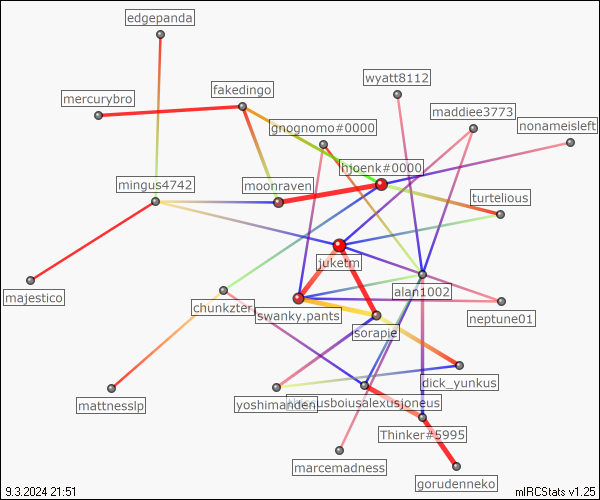 edgepanda
wyatt8112
fakedingo
mercurybro
maddiee3773
gnognomo#0000
nonameisleft
hjoenk#0000
mingus4742
moonraven
turtelious
juketm
majestico
alan1002
chunkzter
swanky.pants
neptune01
sorapie
dick_yunkus
mattnesslp
yoshimanden
Thinker#5995
marcemadness
gorudenneko
9.3.2024 21:51
mIRCStats v1.25